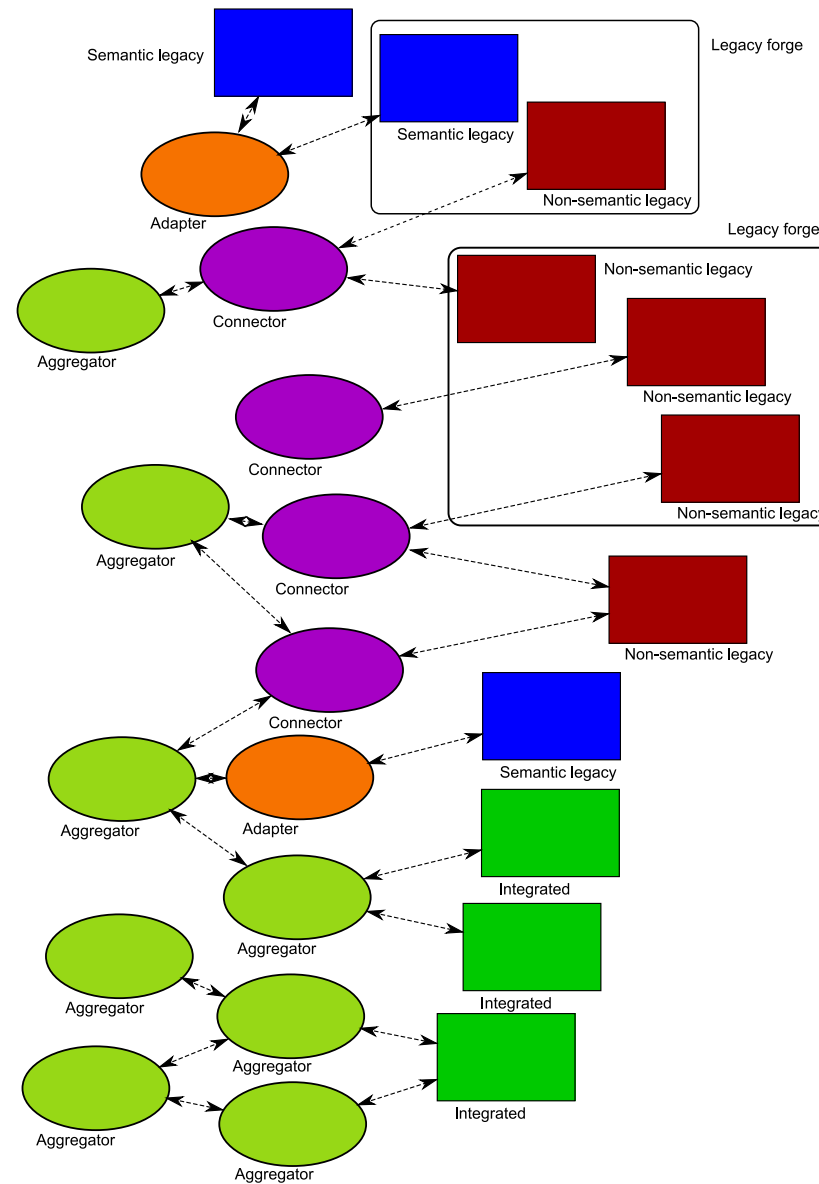 Semantic legacy
Legacy forge
Semantic legacy
Non-semantic legacy
Adapter
Legacy forge
Non-semantic legacy
Connector
Aggregator
Non-semantic legacy
Connector
Non-semantic legacy
Aggregator
Connector
Non-semantic legacy
Connector
Semantic legacy
Aggregator
Adapter
Integrated
Aggregator
Integrated
Aggregator
Aggregator
Integrated
Aggregator
Aggregator